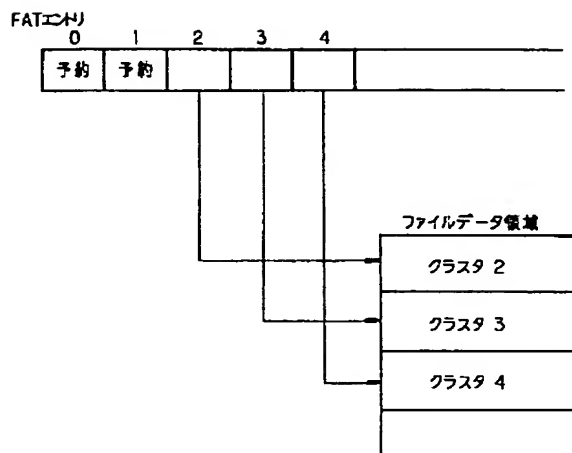 FATエントリ
0 1 2 3 4
予約 予約
ファイルデータ領域
クラスタ 2
クラスタ 3
クラスタ 4